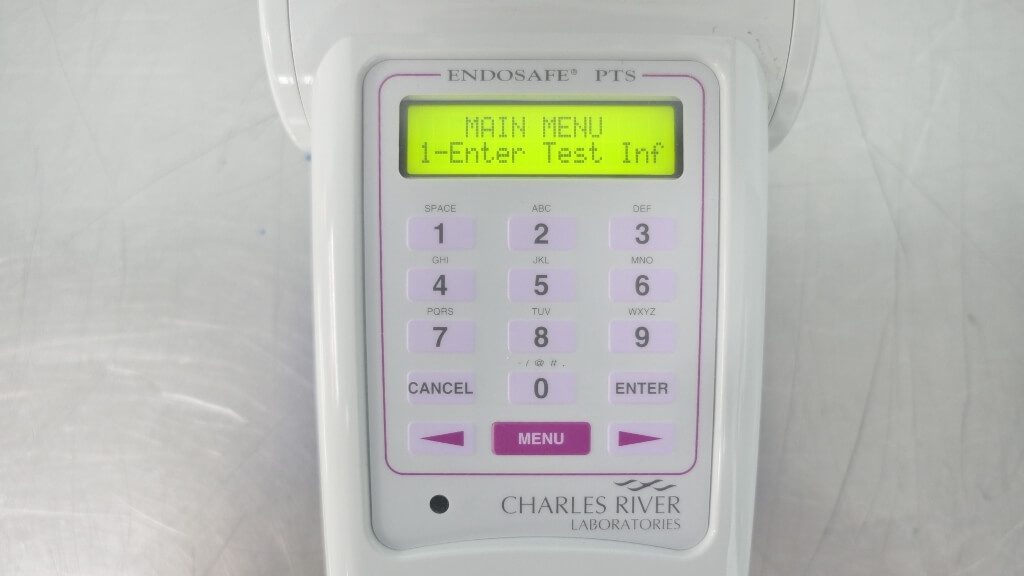 ENDOSAFE® PTS
MAIN MENU
1-Enter Test Inf
SPACE ABC DEF
1 2 3
GHI JKL MNO
4 5 6
PQRS TUV WXYZ
7 8 9
- / @ # .
CANCEL 0 ENTER
MENU
CHARLES RIVER
LABORATORIES